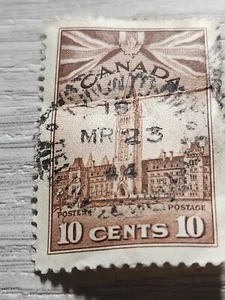 CANADA
MR 23
POSTES POSTAGE
10 CENTS 10